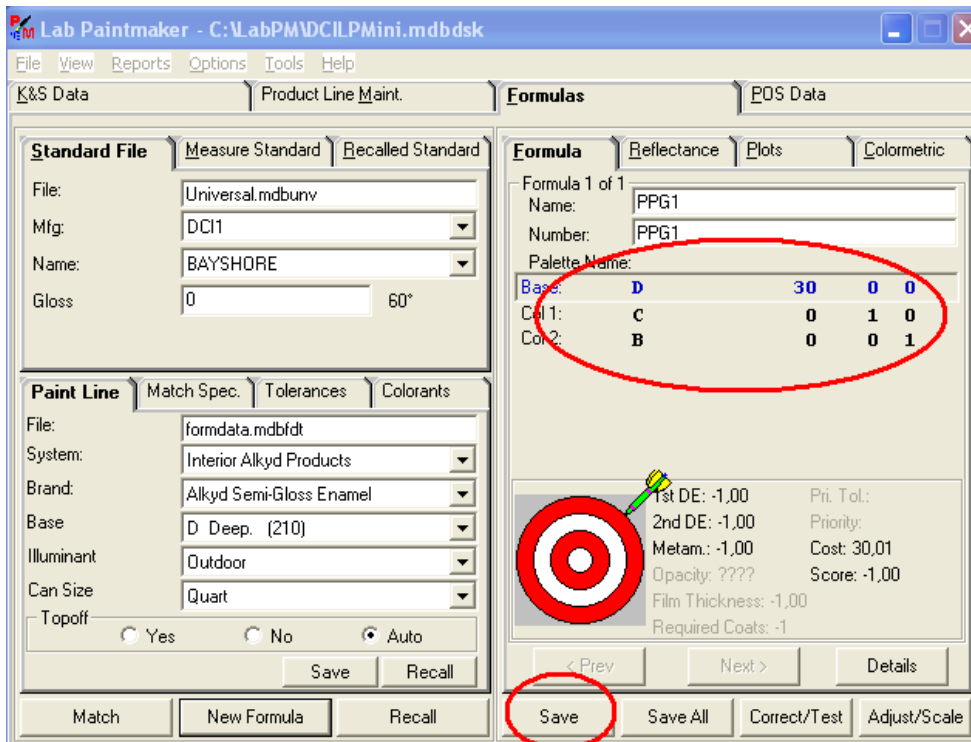 Lab Paintmaker - C:\LabPM\DCILPMini.mdbdsk
File View Reports Options Tools Help
K&S Data Product Line Maint. Formulas POS Data
Standard File Measure Standard Recalled Standard
File: Universal.mdbunv
Mfg: DCI1
Name: BAYSHORE
Gloss 0 60°
Paint Line Match Spec. Tolerances Colorants
File: formdata.mdbfdt
System: Interior Alkyd Products
Brand: Alkyd Semi-Gloss Enamel
Base D Deep. (210)
Illuminant Outdoor
Can Size Quart
Topoff
Yes No Auto
Save Recall
Match New Formula Recall
Formula Reflectance Plots Colormetric
Formula 1 of 1
Name: PPG1
Number: PPG1
Palette Name:
Base: D 30 0 0
Col 1: C 0 1 0
Col 2: B 0 0 1
1st DE: -1,00 Pri. Tol.:
2nd DE: -1,00 Priority:
Metam.: -1,00 Cost: 30,01
Opacity: ???? Score: -1,00
Film Thickness: -1,00
Required Coats: -1
< Prev Next > Details
Save Save All Correct/Test Adjust/Scale